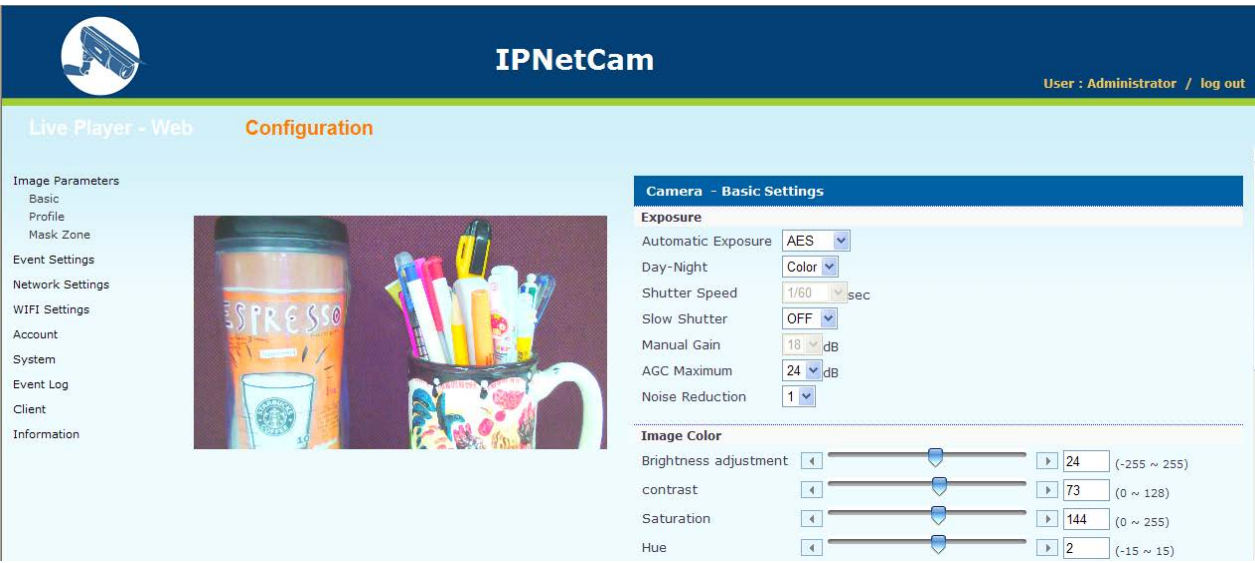 IPNetCam
User : Administrator / log out
Live Player - Web Configuration
Image Parameters
Basic
Profile
Mask Zone
Event Settings
Network Settings
WIFI Settings
Account
System
Event Log
Client
Information
ESPRESSO
STARBUCKS
COFFEE
Camera - Basic Settings
Exposure
Automatic Exposure AES
Day-Night Color
Shutter Speed 1/60 sec
Slow Shutter OFF
Manual Gain 18 dB
AGC Maximum 24 dB
Noise Reduction 1
Image Color
Brightness adjustment 24 (-255 ~ 255)
contrast 73 (0 ~ 128)
Saturation 144 (0 ~ 255)
Hue 2 (-15 ~ 15)